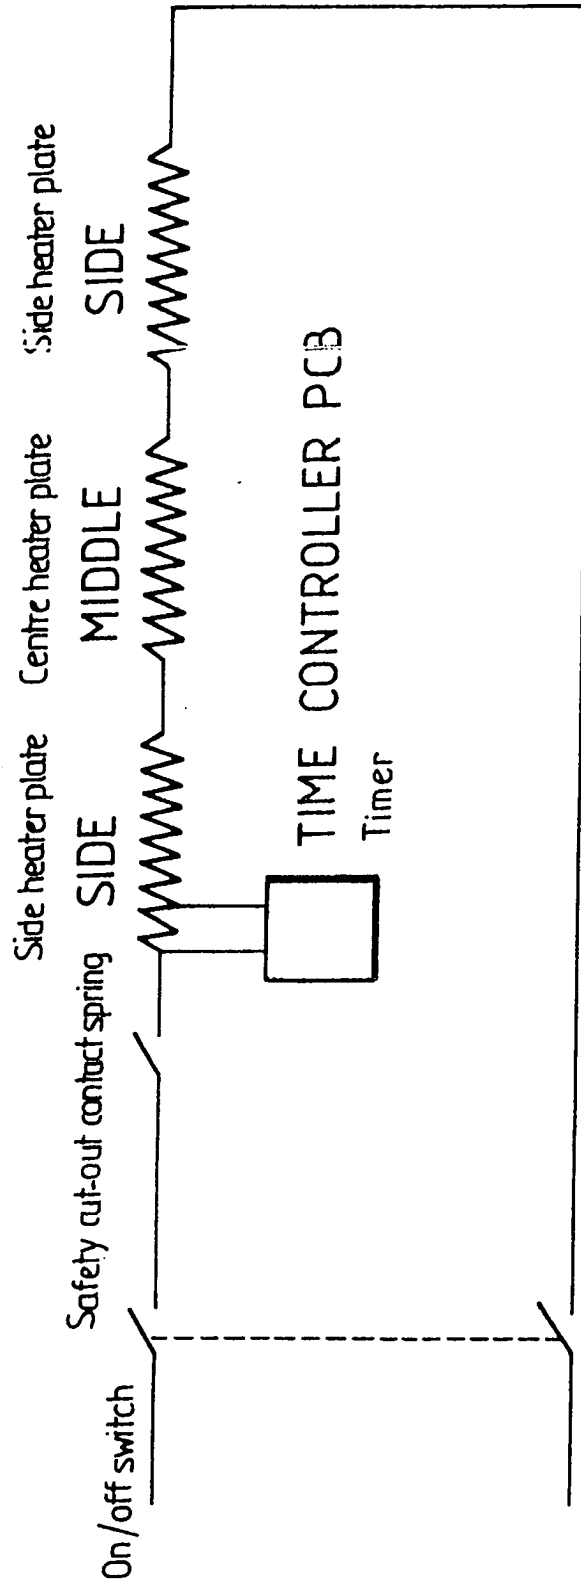 On/off switch
Safety cut-out contact spring
Side heater plate
SIDE
Centre heater plate
MIDDLE
Side heater plate
SIDE
TIME CONTROLLER PCB
Timer